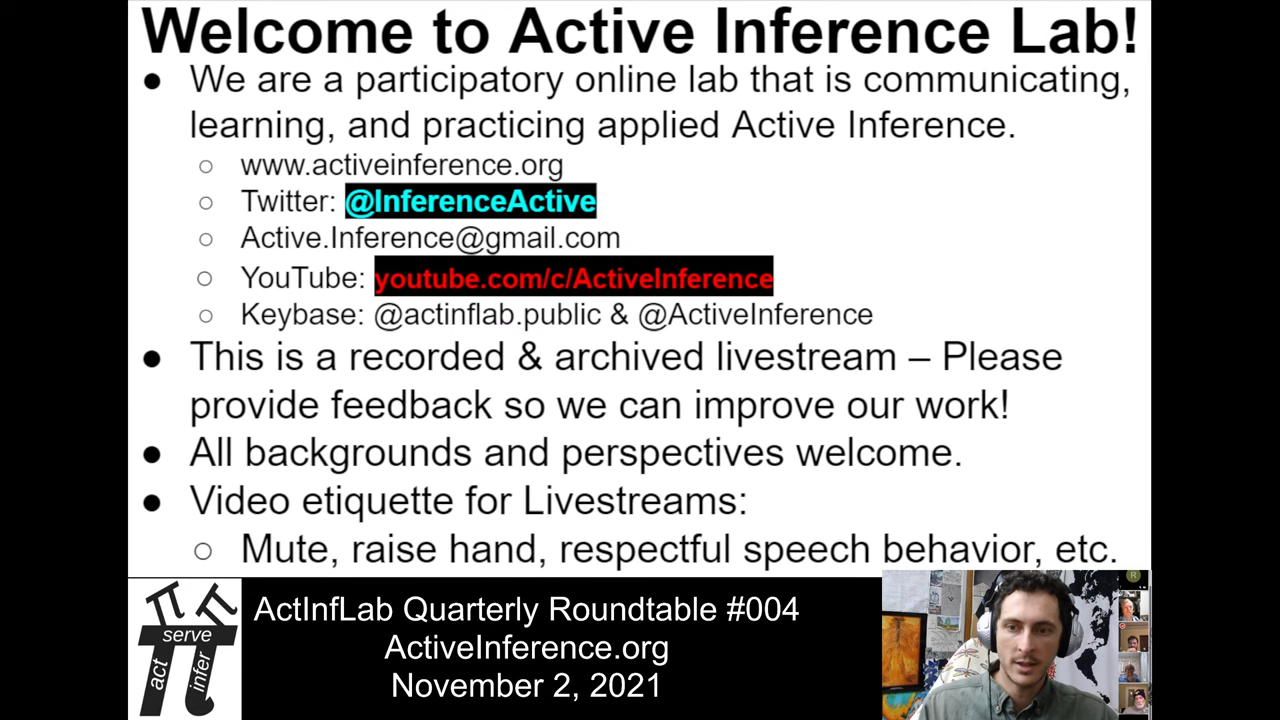 Welcome to Active Inference Lab!
● We are a participatory online lab that is communicating,
learning, and practicing applied Active Inference.
○ www.activeinference.org
○ Twitter: @InferenceActive
○ Active.Inference@gmail.com
○ YouTube: youtube.com/c/ActiveInference
○ Keybase: @actinflab.public & @ActiveInference
● This is a recorded & archived livestream – Please
provide feedback so we can improve our work!
● All backgrounds and perspectives welcome.
● Video etiquette for Livestreams:
○ Mute, raise hand, respectful speech behavior, etc.
serve
act
infer
ActInfLab Quarterly Roundtable #004
ActiveInference.org
November 2, 2021
R